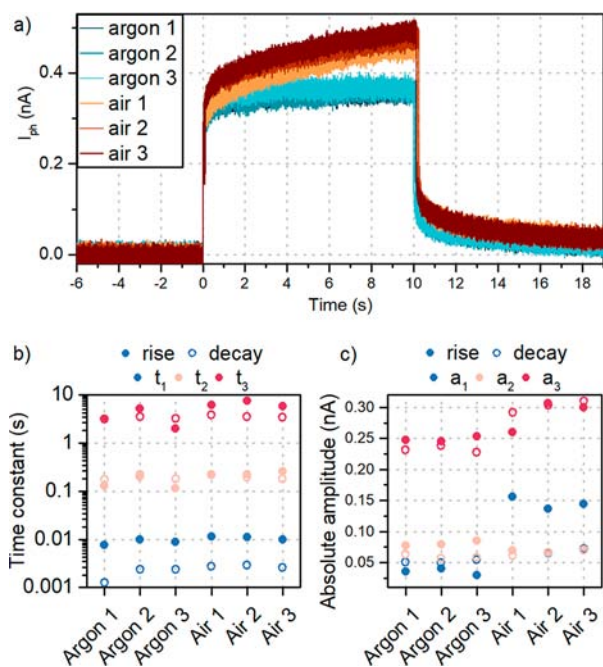 a)
argon 1
argon 2
argon 3
air 1
air 2
air 3
I_ph (nA)
0.4
0.2
0.0
-6 -4 -2 0 2 4 6 8 10 12 14 16 18
Time (s)
b)
rise decay
t_1 t_2 t_3
Time constant (s)
10
1
0.1
0.01
0.001
Argon 1 Argon 2 Argon 3 Air 1 Air 2 Air 3
c)
rise decay
a_1 a_2 a_3
Absolute amplitude (nA)
0.30
0.25
0.20
0.15
0.10
0.05
Argon 1 Argon 2 Argon 3 Air 1 Air 2 Air 3